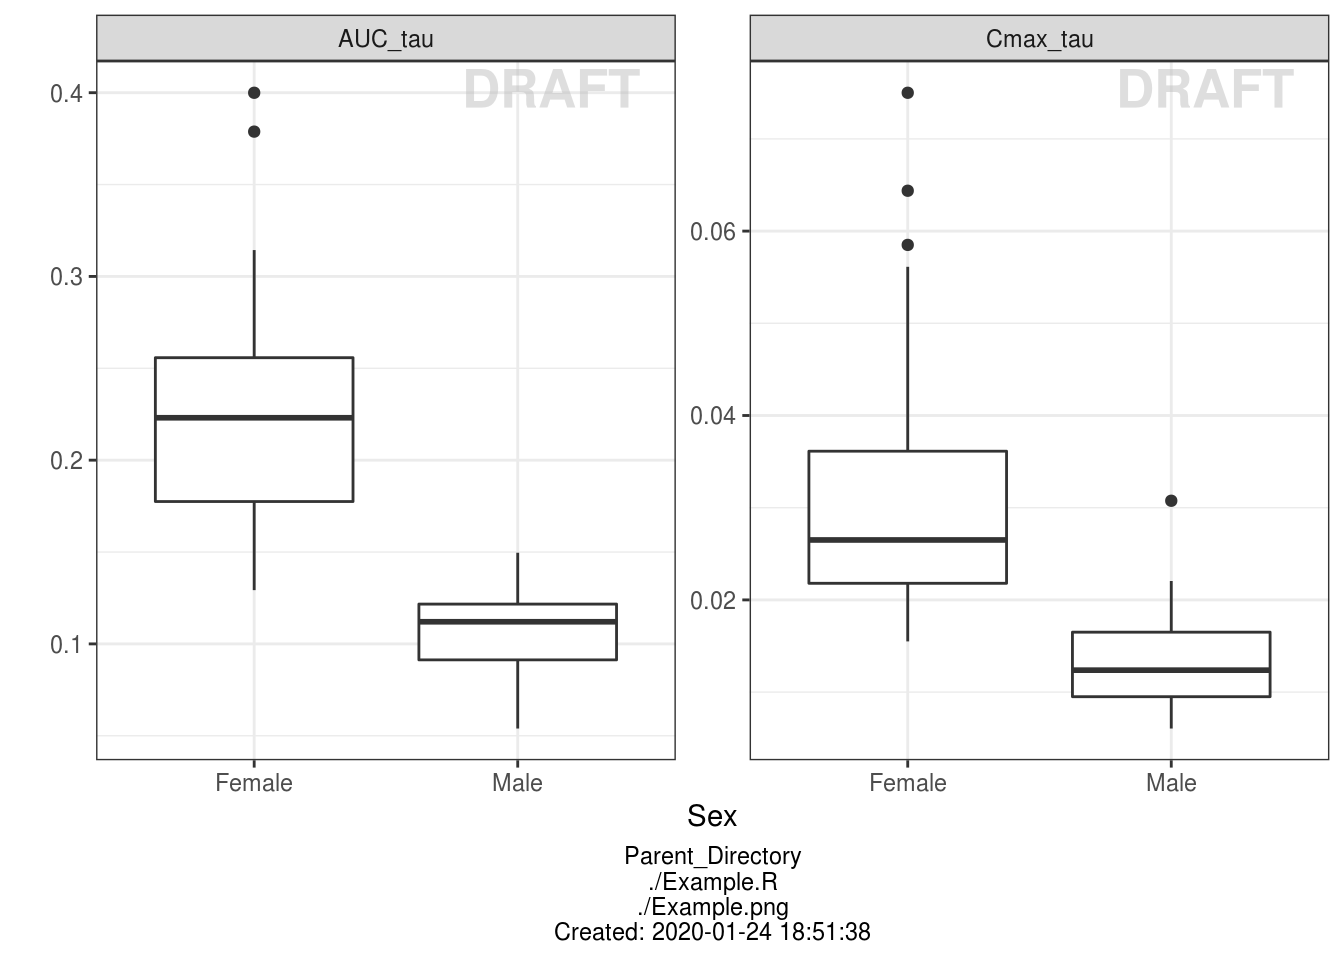 AUC_tau
DRAFT
0.4
0.3
0.2
0.1
Female
Male
Cmax_tau
DRAFT
0.06
0.04
0.02
Female
Male
Sex
Parent_Directory
./Example.R
./Example.png
Created: 2020-01-24 18:51:38